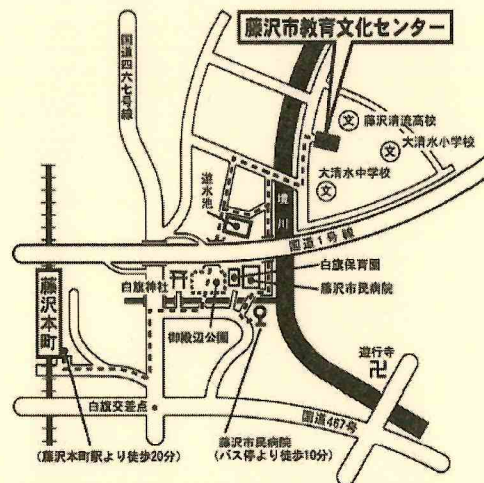 藤沢市教育文化センター
国道四六七号線
藤沢清流高校
大清水小学校
大清水中学校
遊水池
境川
国道1号線
白旗保育園
藤沢市民病院
白旗神社
御殿辺公園
藤沢本町
遊行寺
白旗交差点
国道467号
(藤沢本町駅より徒歩20分)
藤沢市民病院
(バス停より徒歩10分)
文
文
文